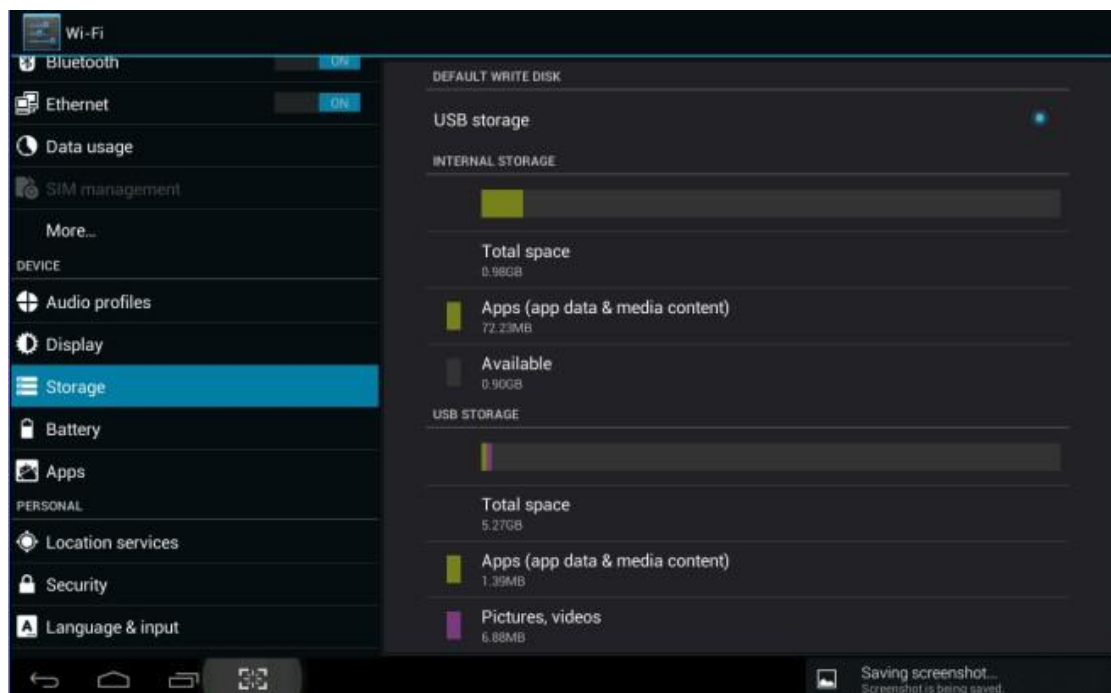 Wi-Fi
Bluetooth ON
Ethernet ON
Data usage
SIM management
More...
DEVICE
Audio profiles
Display
Storage
Battery
Apps
PERSONAL
Location services
Security
Language & input
DEFAULT WRITE DISK
USB storage
INTERNAL STORAGE
Total space
0.98GB
Apps (app data & media content)
72.23MB
Available
0.90GB
USB STORAGE
Total space
5.27GB
Apps (app data & media content)
1.39MB
Pictures, videos
6.88MB
Saving screenshot...
Screenshot is being saved.